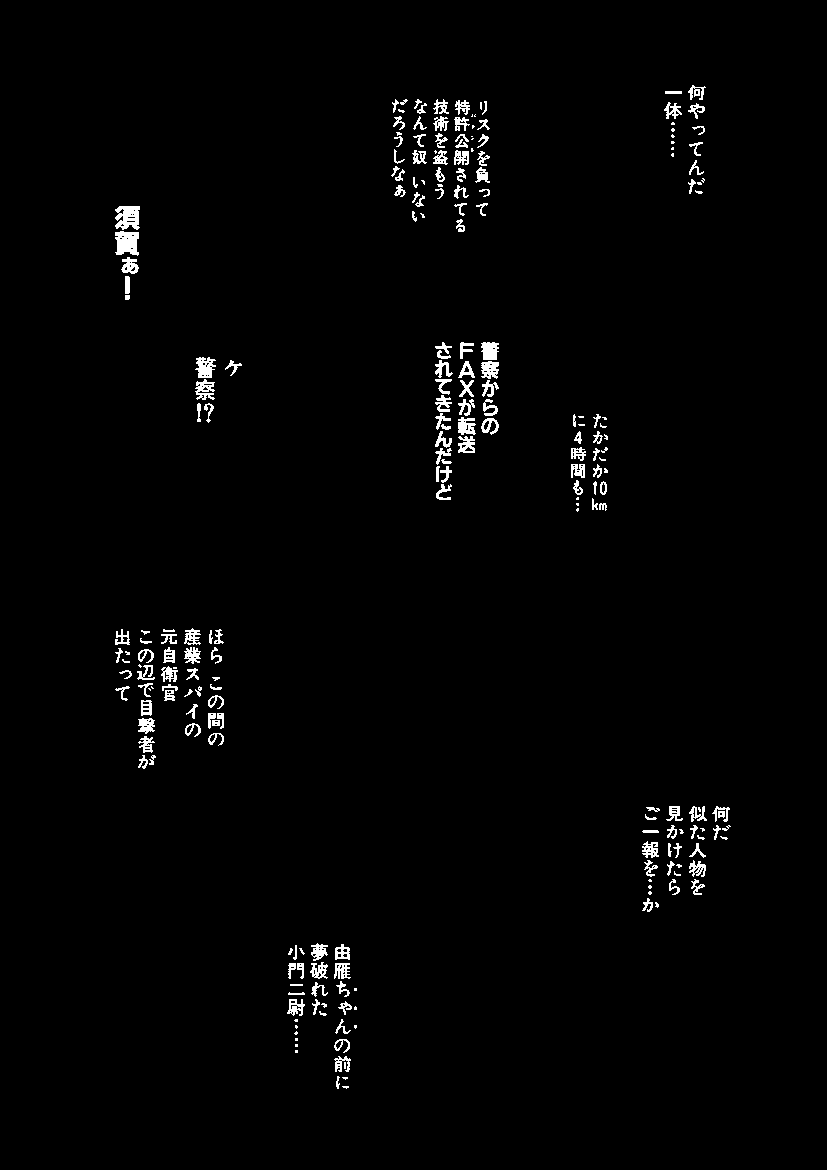 何やってんだ
一体……
リスクを負って
特許公開されてる
技術を盗もう
なんて奴 いない
だろうしなぁ
須賀ぁ!
たかだか10km
に4時間も…
警察からの
FAXが転送
されてきたんだけど
ケ
警察!?
ほら この間の
産業スパイの
元自衛官
この辺で目撃者が
出たって
何だ
似た人物を
見かけたら
ご一報を…か
由雁ちゃんの前に
夢破れた
小門二尉……